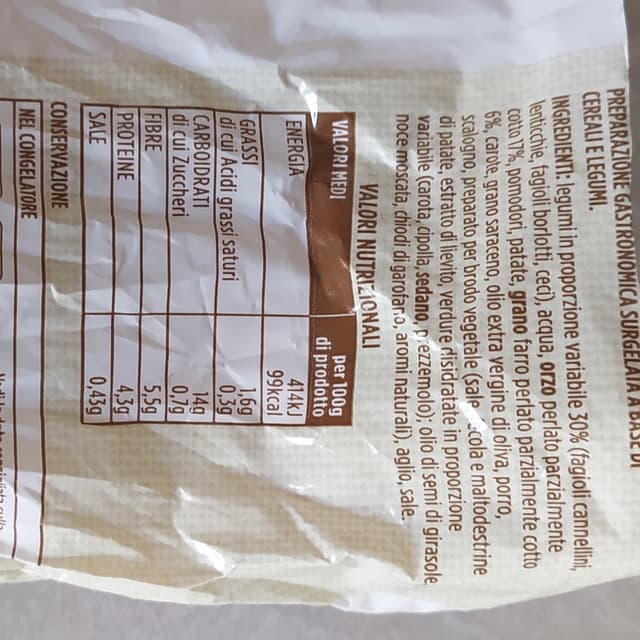 PREPARAZIONE GASTRONOMICA SURGELATA A BASE DI
CEREALI E LEGUMI.
INGREDIENTI: legumi in proporzione variabile 30% (fagioli cannellini,
lenticchie, fagioli borlotti, ceci), acqua, orzo perlato parzialmente
cotto 17%, pomodori, patate, grano farro perlato parzialmente cotto
6%, carote, grano saraceno, olio extra vergine di oliva, porro,
scalogno, preparato per brodo vegetale (sale, fecola e maltodestrine
di patate, estratto di lievito, verdure disidratate in proporzione
variabile (carota, cipolla, sedano, prezzemolo); olio di semi di girasole,
noce moscata, chiodi di garofano, aromi naturali), aglio, sale.
VALORI NUTRIZIONALI
VALORI MEDI per 100g di prodotto
ENERGIA 414kJ
99kcal
GRASSI 1,6g
di cui Acidi grassi saturi 0,3g
CARBOIDRATI 14g
di cui Zuccheri 0,7g
FIBRE 5,5g
PROTEINE 4,3g
SALE 0,43g
CONSERVAZIONE
NEL CONGELATORE